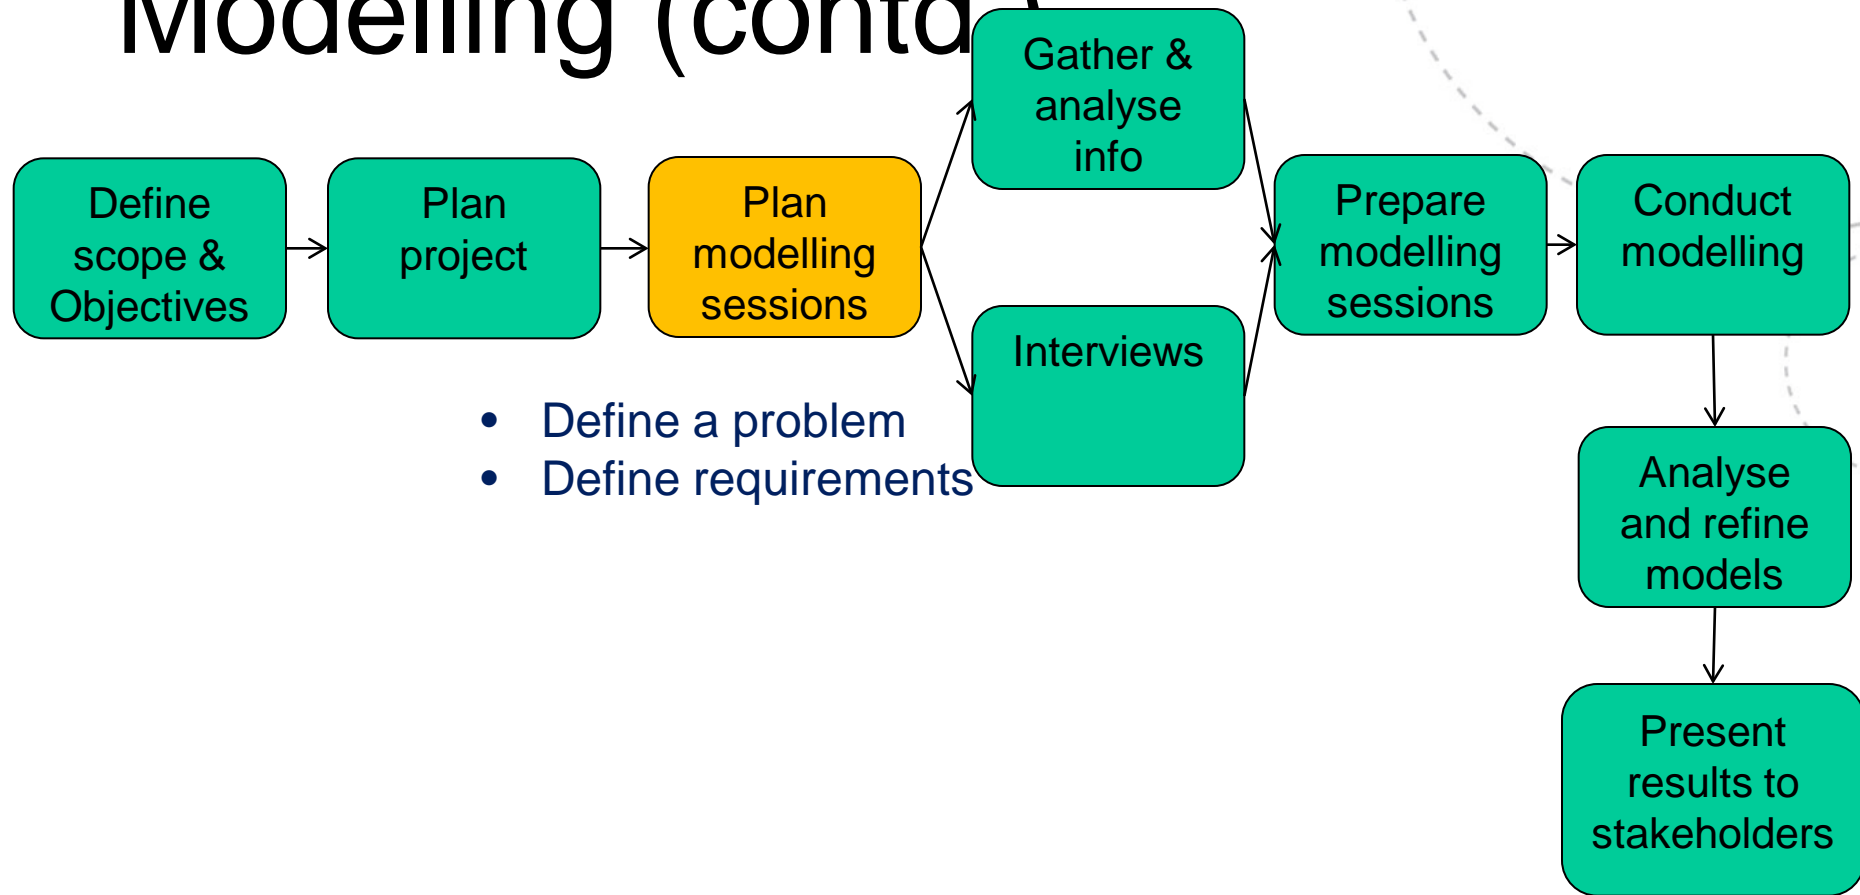 Modelling (contd
Define
scope &
Objectives
Plan
project
Plan
modelling
sessions
Gather &
analyse
info
Interviews
Prepare
modelling
sessions
Conduct
modelling
Analyse
and refine
models
Present
results to
stakeholders
• Define a problem
• Define requirements